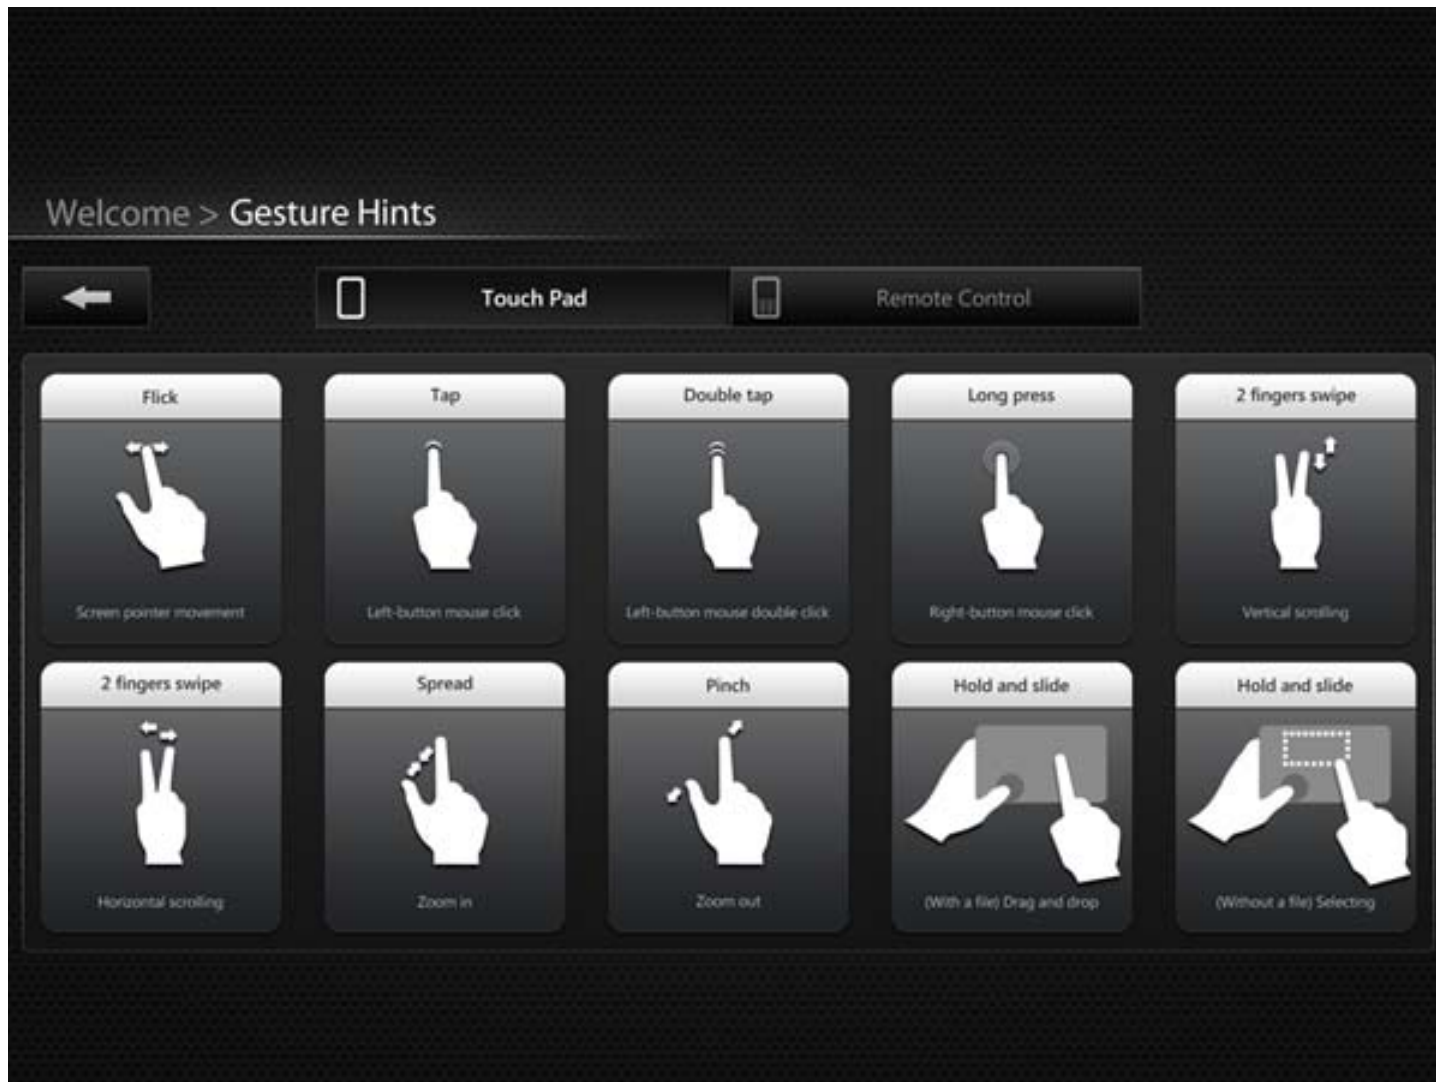 Welcome > Gesture Hints
Touch Pad
Remote Control
Flick
Tap
Double tap
Long press
2 fingers swipe
Screen pointer movement
Left-button mouse click
Left-button mouse double click
Right-button mouse click
Vertical scrolling
2 fingers swipe
Spread
Pinch
Hold and slide
Hold and slide
Horizontal scrolling
Zoom in
Zoom out
(With a file) Drag and drop
(Without a file) Selecting